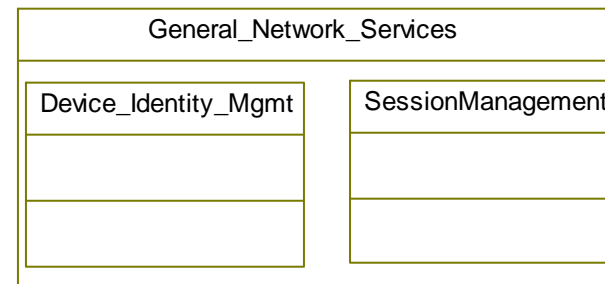 General_Network_Services
Device_Identity_Mgmt
SessionManagement